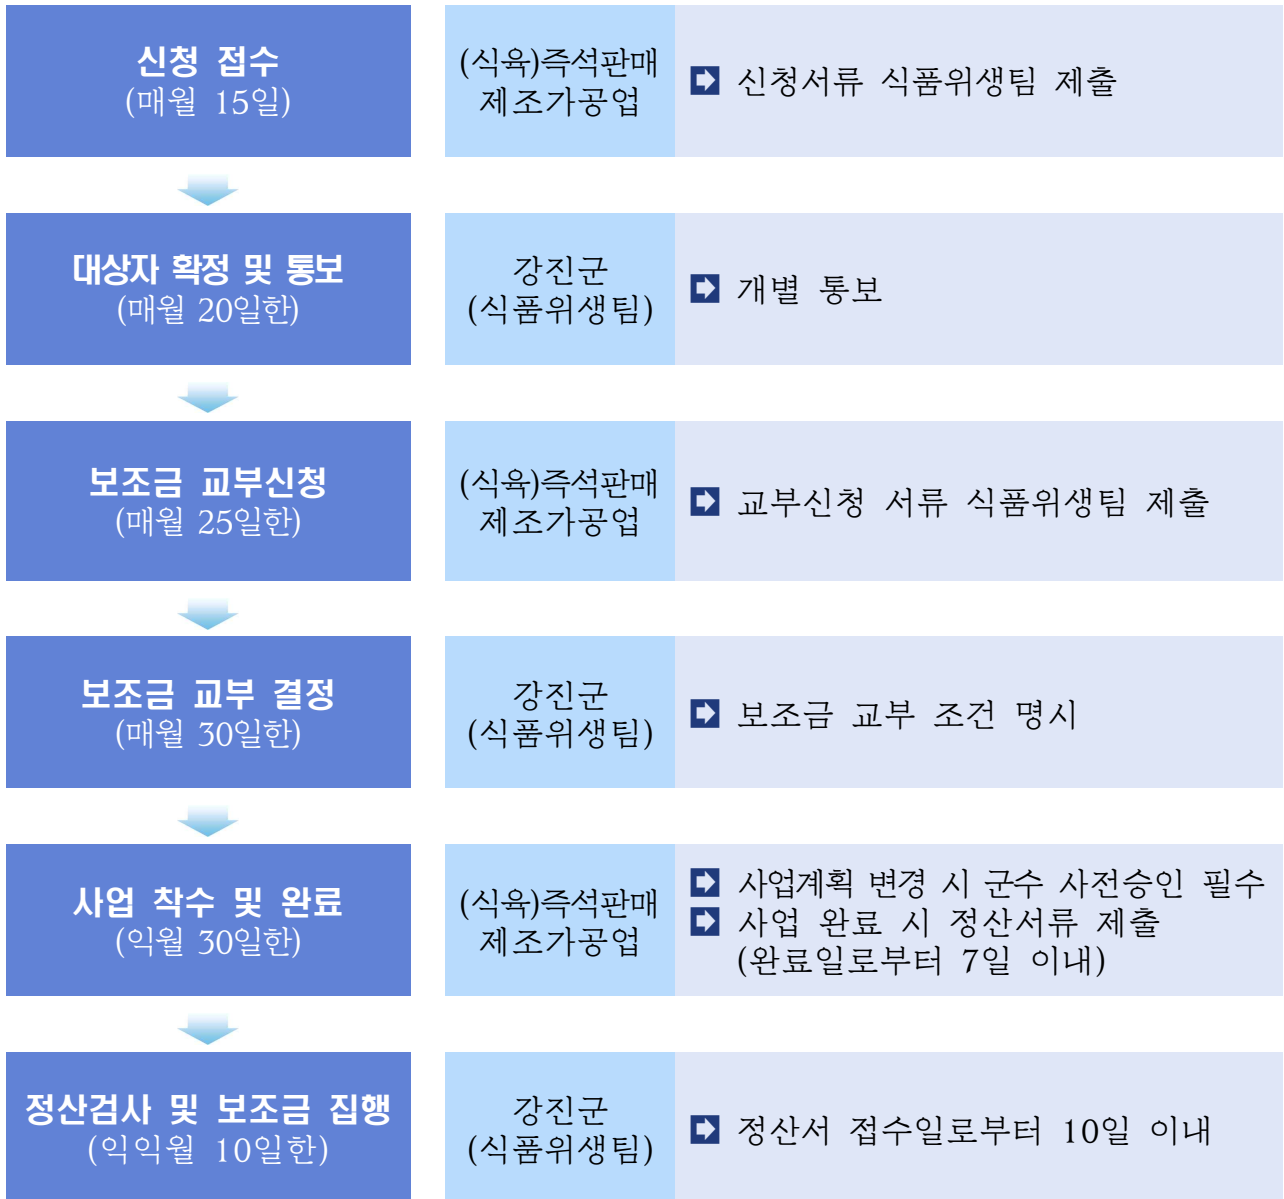 신청 접수
(매월 15일)
(식육)즉석판매
제조가공업
신청서류 식품위생팀 제출
대상자 확정 및 통보
(매월 20일한)
강진군
(식품위생팀)
개별 통보
보조금 교부신청
(매월 25일한)
(식육)즉석판매
제조가공업
교부신청 서류 식품위생팀 제출
보조금 교부 결정
(매월 30일한)
강진군
(식품위생팀)
보조금 교부 조건 명시
사업 착수 및 완료
(익월 30일한)
(식육)즉석판매
제조가공업
사업계획 변경 시 군수 사전승인 필수
사업 완료 시 정산서류 제출
(완료일로부터 7일 이내)
정산검사 및 보조금 집행
(익익월 10일한)
강진군
(식품위생팀)
정산서 접수일로부터 10일 이내